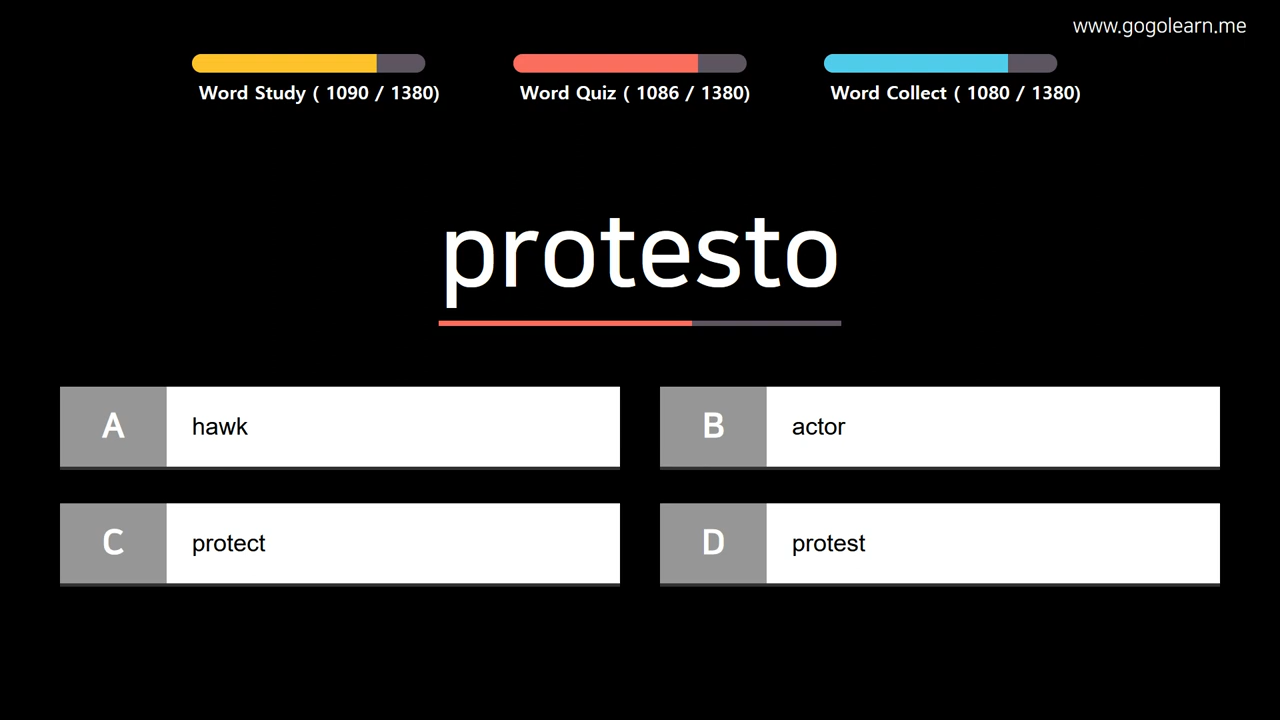 www.gogolearn.me
Word Study ( 1090 / 1380)
Word Quiz ( 1086 / 1380)
Word Collect ( 1080 / 1380)
protesto
A hawk
B actor
C protect
D protest